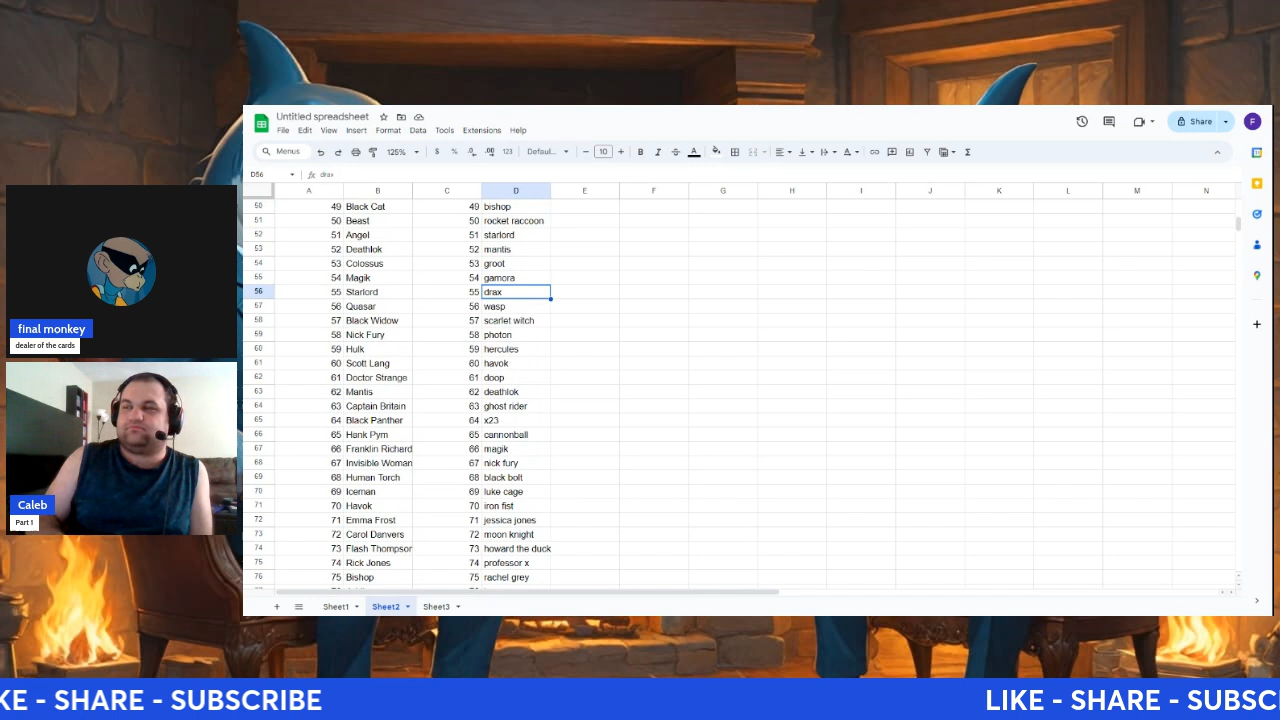 Untitled spreadsheet
File Edit View Insert Format Data Tools Extensions Help
Share
F
Menus 125% $ % .0 .00 123 Defaul... - 10 + B I A
D56 fx drax
A B C D E F G H I J K L M N
50 49 Black Cat 49 bishop
51 50 Beast 50 rocket raccoon
52 51 Angel 51 starlord
53 52 Deathlok 52 mantis
54 53 Colossus 53 groot
55 54 Magik 54 gamora
56 55 Starlord 55 drax
57 56 Quasar 56 wasp
58 57 Black Widow 57 scarlet witch
59 58 Nick Fury 58 photon
60 59 Hulk 59 hercules
61 60 Scott Lang 60 havok
62 61 Doctor Strange 61 doop
63 62 Mantis 62 deathlok
64 63 Captain Britain 63 ghost rider
65 64 Black Panther 64 x23
66 65 Hank Pym 65 cannonball
67 66 Franklin Richard 66 magik
68 67 Invisible Woman 67 nick fury
69 68 Human Torch 68 black bolt
70 69 Iceman 69 luke cage
71 70 Havok 70 iron fist
72 71 Emma Frost 71 jessica jones
73 72 Carol Danvers 72 moon knight
74 73 Flash Thompson 73 howard the duck
75 74 Rick Jones 74 professor x
76 75 Bishop 75 rachel grey
Sheet1 Sheet2 Sheet3
final monkey
dealer of the cards
Caleb
Part 1
KE - SHARE - SUBSCRIBE
LIKE - SHARE - SUBSC